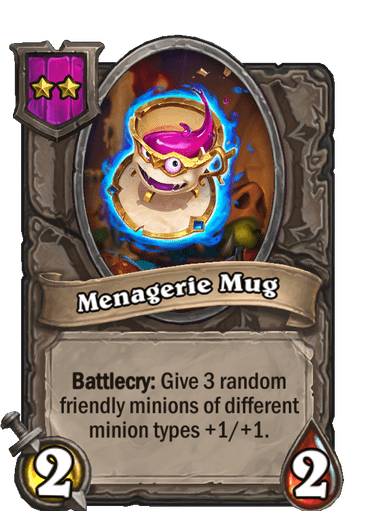 Menagerie Mug
Battlecry: Give 3 random
friendly minions of different
minion types +1/+1.
2
2